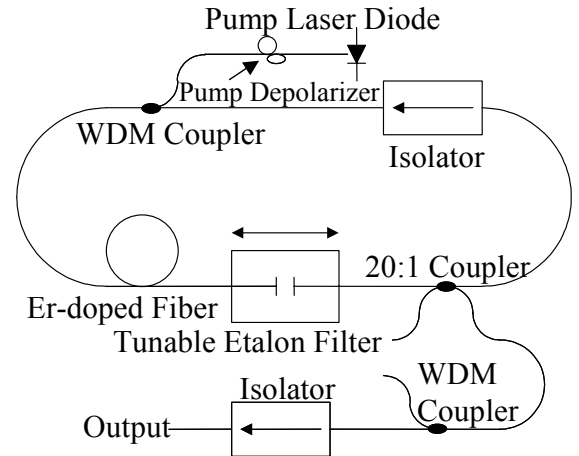 Pump Laser Diode
Pump Depolarizer
WDM Coupler
Isolator
20:1 Coupler
Er-doped Fiber
Tunable Etalon Filter
WDM
Coupler
Isolator
Output